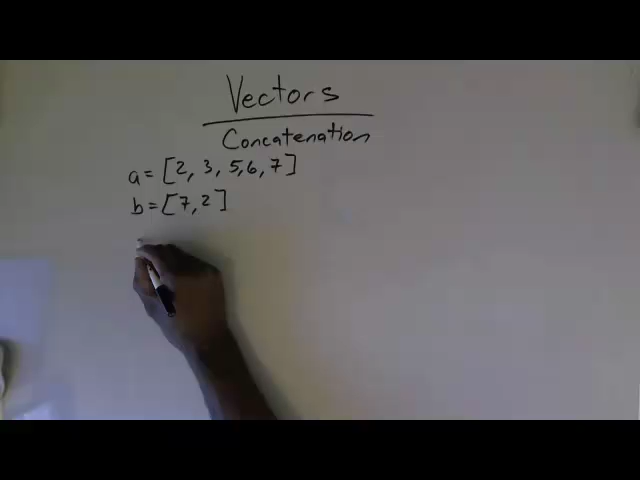 Vectors
Concatenation
a = [2, 3, 5, 6, 7]
b = [7, 2]